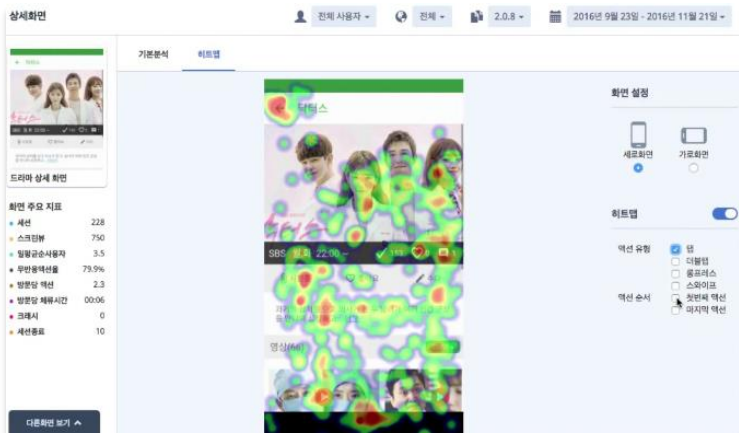 상세화면
전체 사용자
전체
2.0.8
2016년 9월 23일 - 2016년 11월 21일
기본분석
히트맵
드라마 상세 화면
화면 주요 지표
세션 228
스크린뷰 750
일평균순사용자 3.5
무반응액션율 79.9%
방문당 액션 2.3
방문당 체류시간 00:06
크래시 0
세션종료 10
다른화면 보기
닥터스
SBS 월화 22:00 ~
영상(66)
화면 설정
세로화면
가로화면
히트맵
액션 유형
탭
더블탭
롱프레스
스와이프
액션 순서
첫번째 액션
마지막 액션